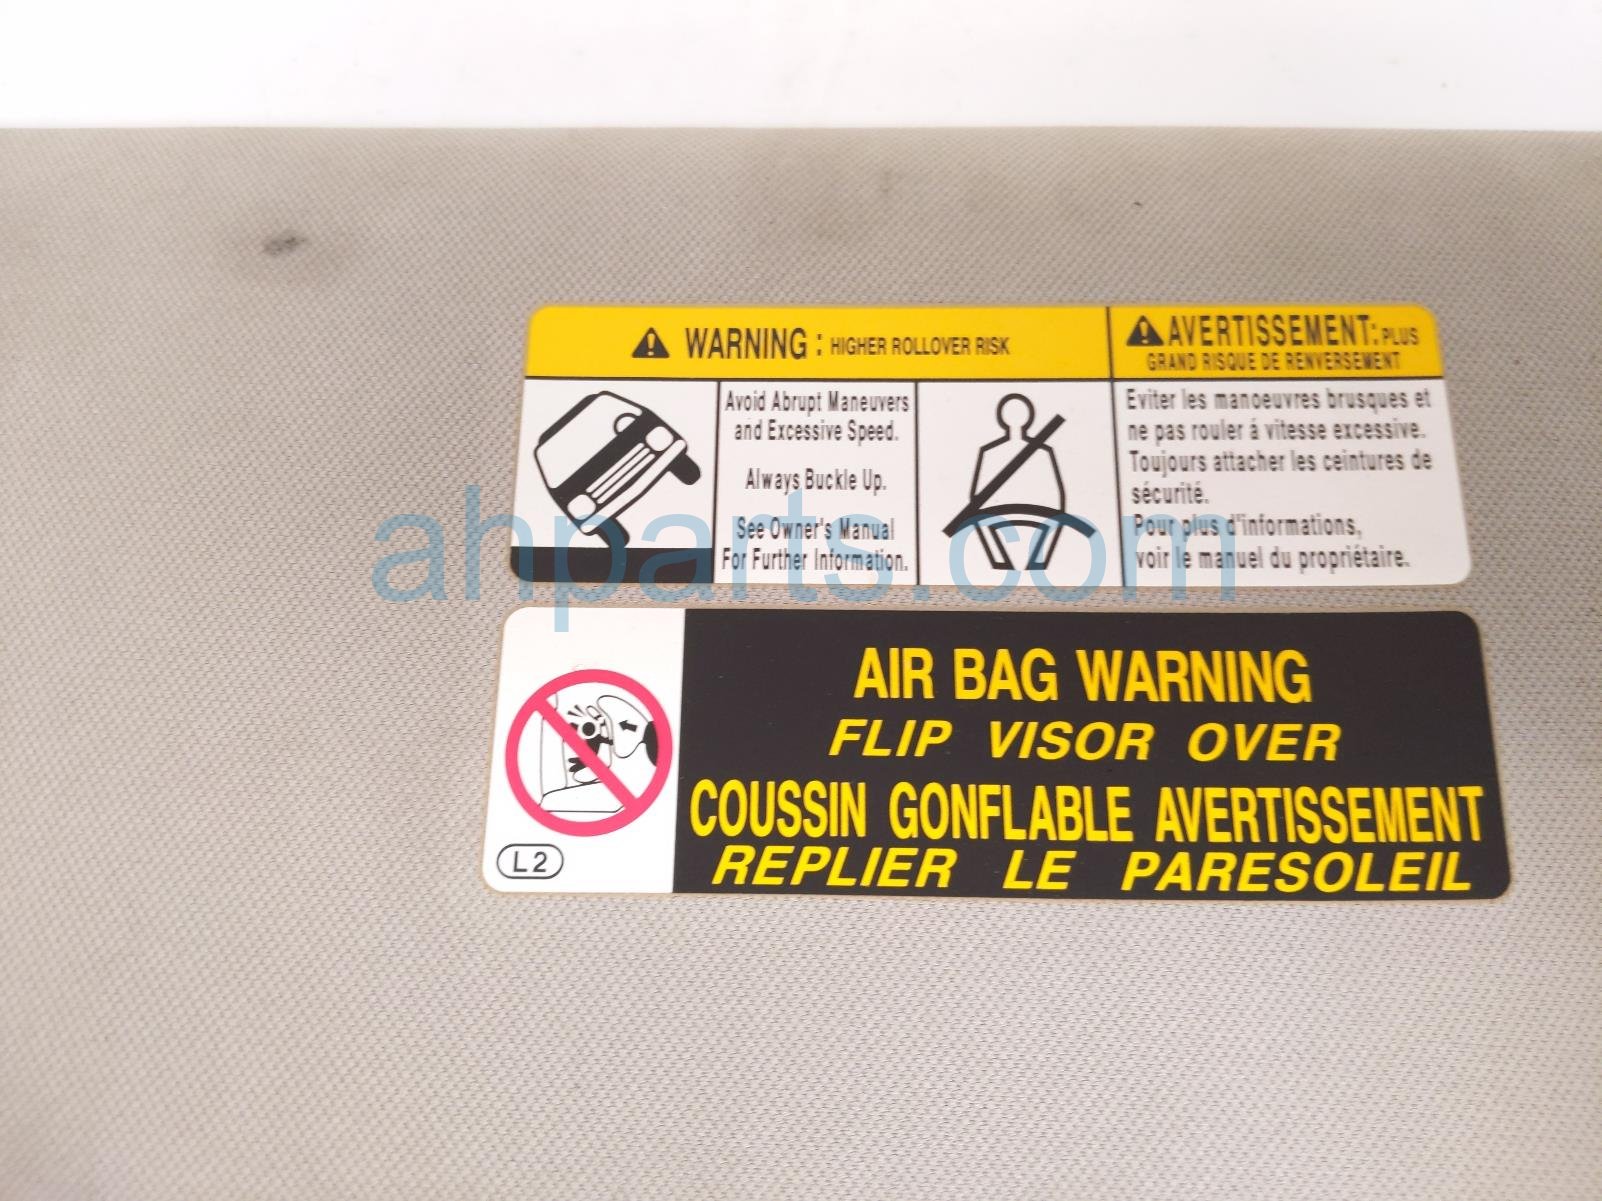 WARNING : HIGHER ROLLOVER RISK
Avoid Abrupt Maneuvers
and Excessive Speed.
Always Buckle Up.
See Owner's Manual
For Further Information.
AVERTISSEMENT: PLUS
GRAND RISQUE DE RENVERSEMENT
Eviter les manoeuvres brusques et
ne pas rouler á vitesse excessive.
Toujours attacher les ceintures de
sécurité.
Pour plus d'informations,
voir le manuel du propriétaire.
ahparts.com
L2
AIR BAG WARNING
FLIP VISOR OVER
COUSSIN GONFLABLE AVERTISSEMENT
REPLIER LE PARESOLEIL